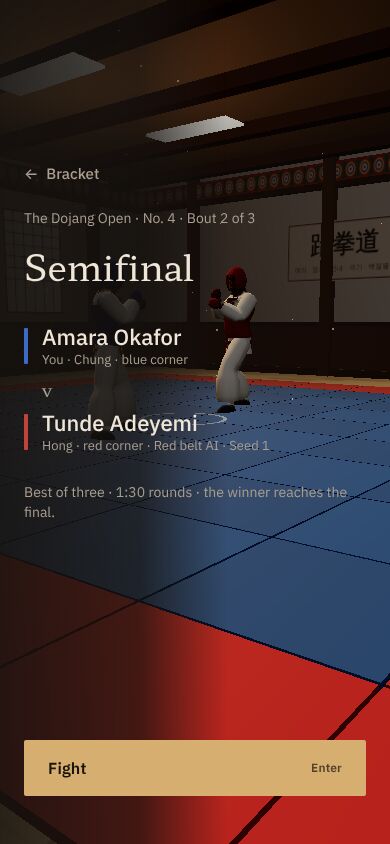 ← Bracket
The Dojang Open · No. 4 · Bout 2 of 3
跆拳道
Semifinal
Amara Okafor
You · Chung · blue corner
v
Tunde Adeyemi
Hong · red corner · Red belt AI · Seed 1
Best of three · 1:30 rounds · the winner reaches the
final.
Fight Enter